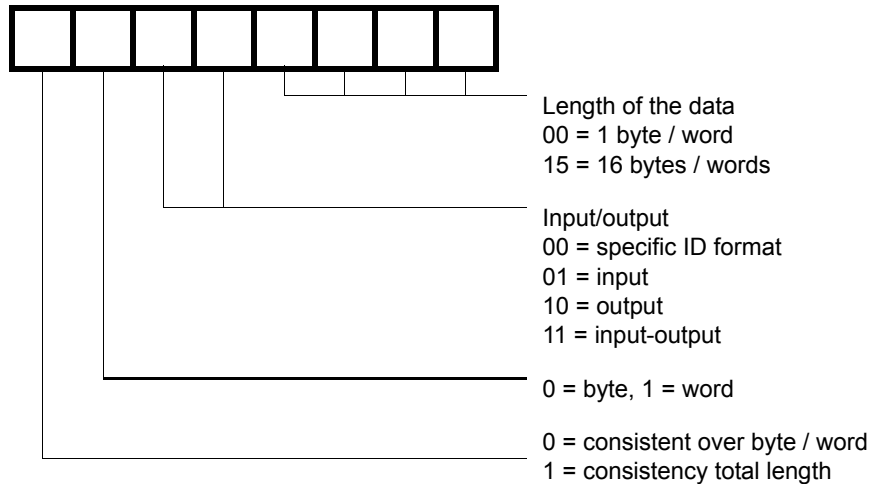 Length of the data
00 = 1 byte / word
15 = 16 bytes / words
Input/output
00 = specific ID format
01 = input
10 = output
11 = input-output
0 = byte, 1 = word
0 = consistent over byte / word
1 = consistency total length